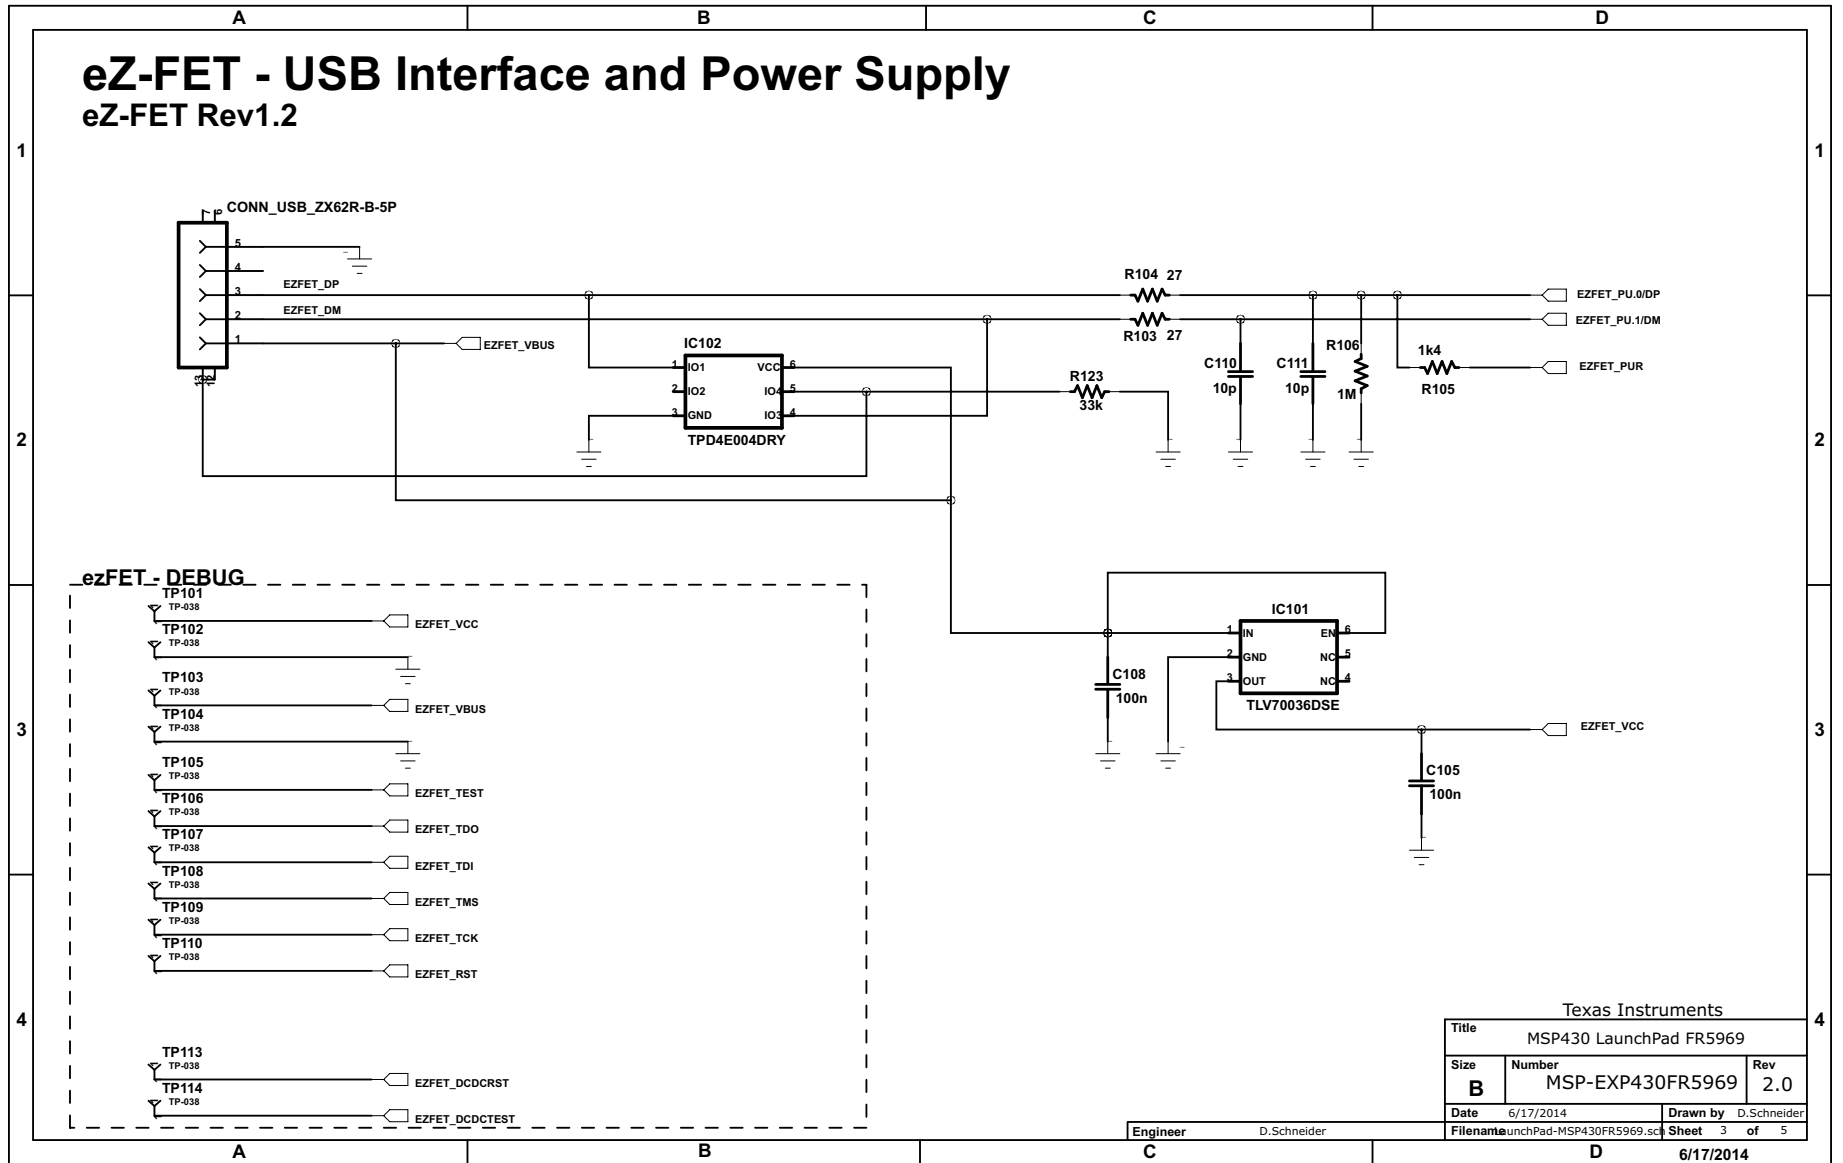 A B C D
eZ-FET - USB Interface and Power Supply
eZ-FET Rev1.2
1 1
7 6 CONN_USB_ZX62R-B-5P
5
4
3 EZFET_DP
2 EZFET_DM
1 EZFET_VBUS
R104 27
R103 27
EZFET_PU.0/DP
EZFET_PU.1/DM
EZFET_PUR
IC102
1 IO1 VCC 6
2 IO2 IO4 5
3 GND IO3 4
TPD4E004DRY
R123
33k
C110
10p
C111
10p
R106
1M
1k4
R105
2 2
ezFET - DEBUG
TP101
TP-038
EZFET_VCC
TP102
TP-038
TP103
TP-038
EZFET_VBUS
TP104
TP-038
TP105
TP-038
EZFET_TEST
TP106
TP-038
EZFET_TDO
TP107
TP-038
EZFET_TDI
TP108
TP-038
EZFET_TMS
TP109
TP-038
EZFET_TCK
TP110
TP-038
EZFET_RST
TP113
TP-038
EZFET_DCDCRST
TP114
TP-038
EZFET_DCDCTEST
IC101
1 IN EN 6
2 GND NC 5
3 OUT NC 4
TLV70036DSE
C108
100n
EZFET_VCC
C105
100n
3 3
4 4
Texas Instruments
Title MSP430 LaunchPad FR5969
Size B
Number MSP-EXP430FR5969
Rev 2.0
Date 6/17/2014 Drawn by D.Schneider
Engineer D.Schneider
Filename unchPad-MSP430FR5969.sch Sheet 3 of 5
A B C D
6/17/2014